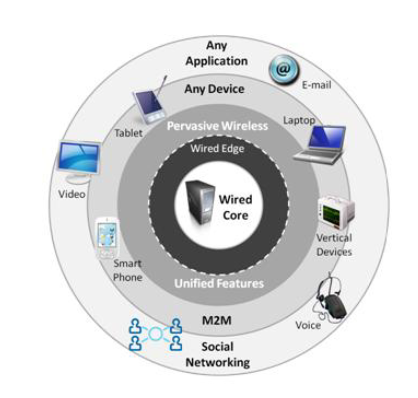 Any
Application
@
E-mail
Any Device
Tablet
Laptop
Pervasive Wireless
Wired Edge
Video
Wired
Core
Vertical
Devices
Smart
Phone
Unified Features
M2M
Voice
Social
Networking